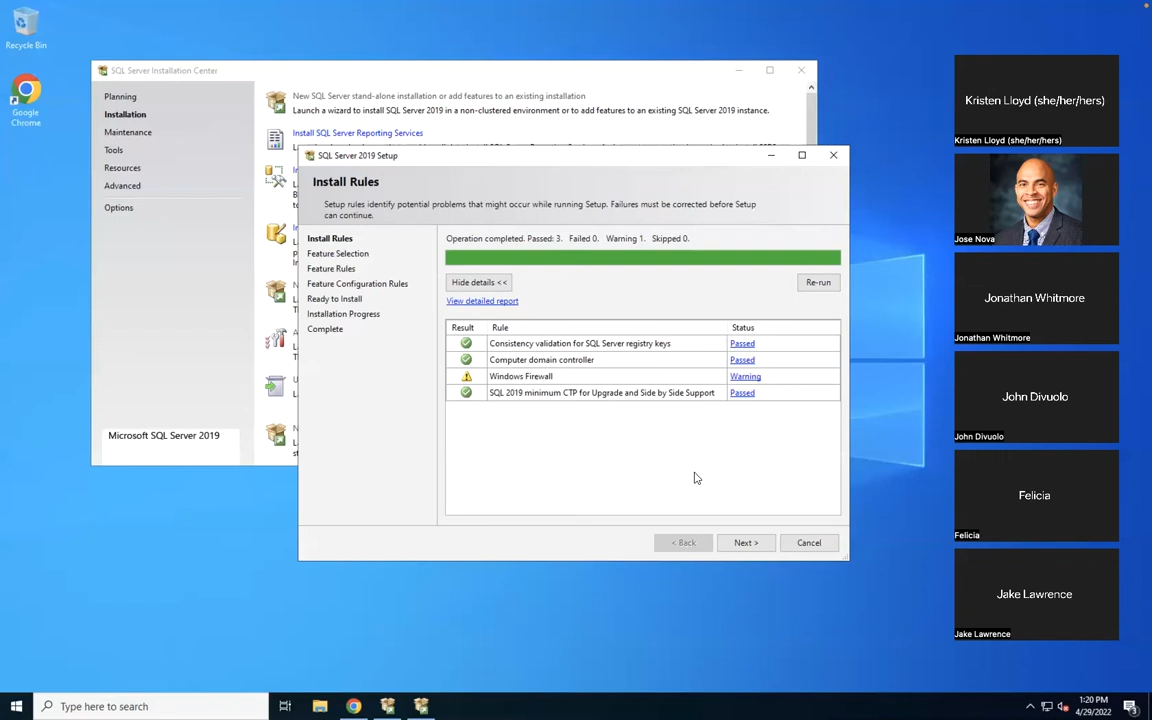 Recycle Bin
Google
Chrome
SQL Server Installation Center
Planning
Installation
Maintenance
Tools
Resources
Advanced
Options
Microsoft SQL Server 2019
New SQL Server stand-alone installation or add features to an existing installation
Launch a wizard to install SQL Server 2019 in a non-clustered environment or to add features to an existing SQL Server 2019 instance.
Install SQL Server Reporting Services
SQL Server 2019 Setup
Install Rules
Setup rules identify potential problems that might occur while running Setup. Failures must be corrected before Setup
can continue.
Install Rules
Feature Selection
Feature Rules
Feature Configuration Rules
Ready to Install
Installation Progress
Complete
Operation completed. Passed: 3. Failed 0. Warning 1. Skipped 0.
Hide details <<
Re-run
View detailed report
Result Rule Status
Consistency validation for SQL Server registry keys Passed
Computer domain controller Passed
Windows Firewall Warning
SQL 2019 minimum CTP for Upgrade and Side by Side Support Passed
< Back Next > Cancel
Kristen Lloyd (she/her/hers)
Kristen Lloyd (she/her/hers)
Jose Nova
Jonathan Whitmore
Jonathan Whitmore
John Divuolo
John Divuolo
Felicia
Felicia
Jake Lawrence
Jake Lawrence
Type here to search
1:20 PM
4/29/2022
3